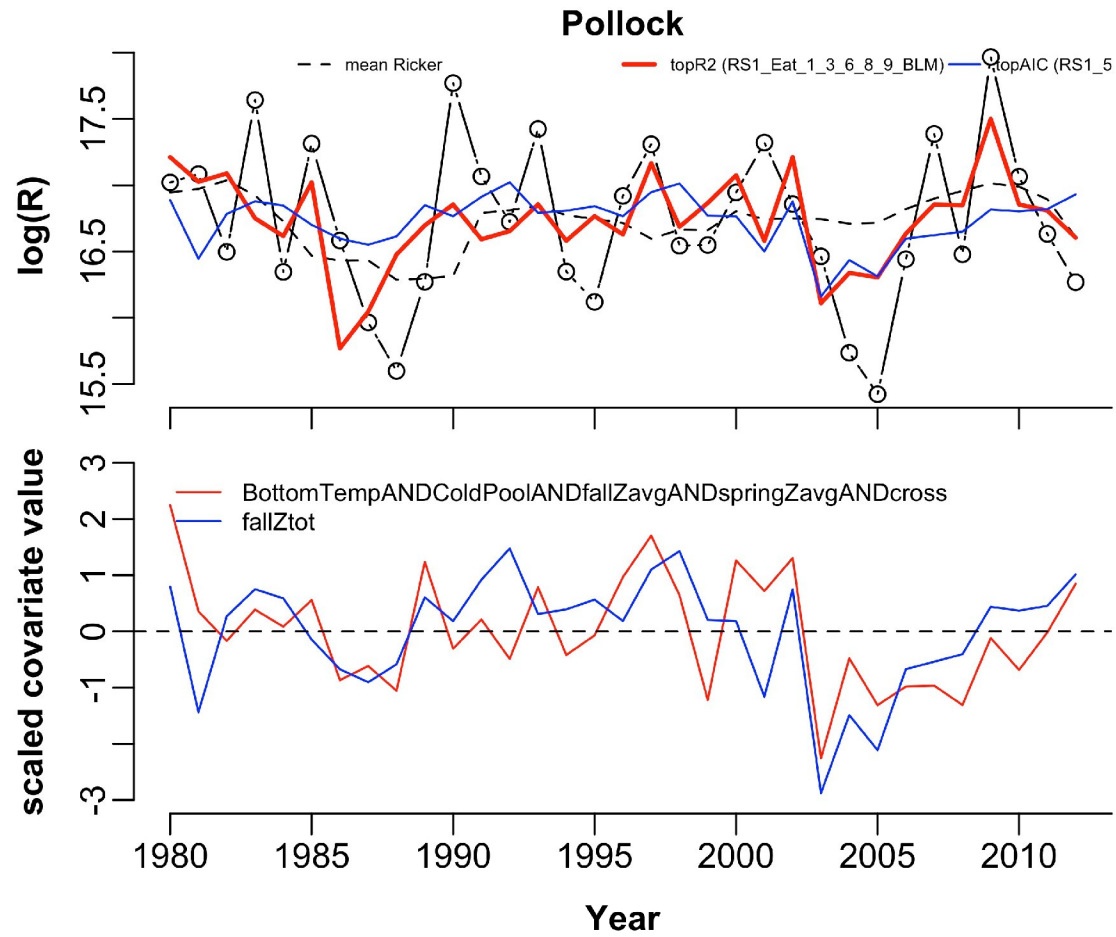 Pollock
mean Ricker topR2 (RS1_Eat_1_3_6_8_9_BLM) topAIC (RS1_5
log(R)
17.5
16.5
15.5
3
2
1
0
-1
-3
scaled covariate value
BottomTempANDColdPoolANDfallZavgANDspringZavgANDcross
fallZtot
1980 1985 1990 1995 2000 2005 2010
Year